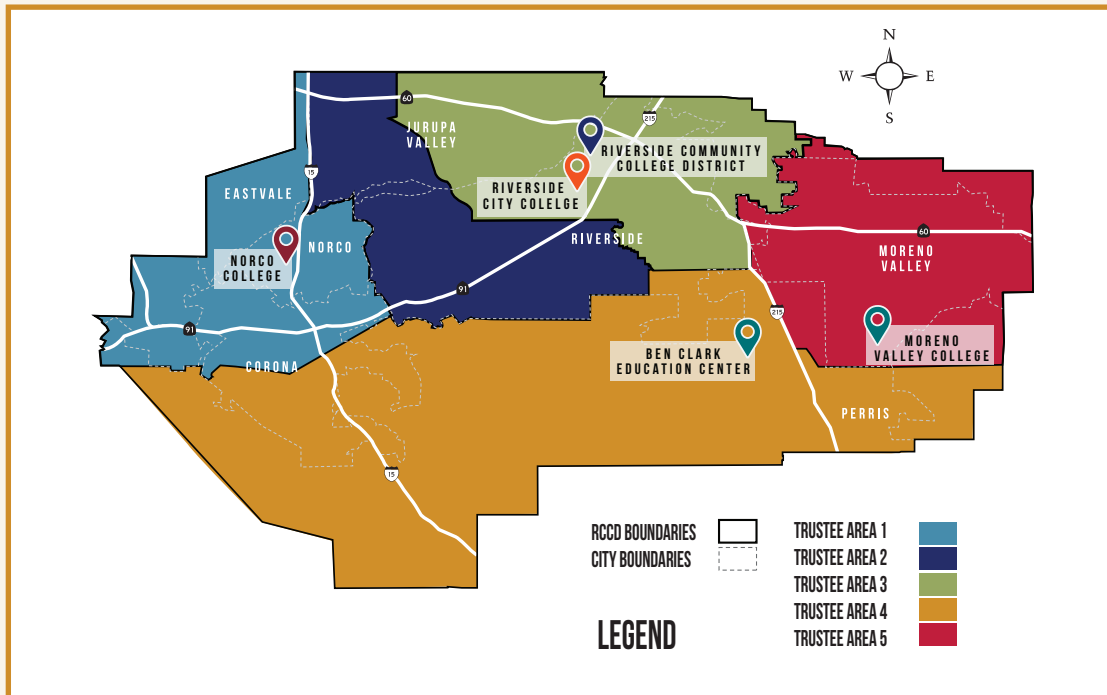 N
W E
S
60
JURUPA
VALLEY
215
RIVERSIDE COMMUNITY
COLLEGE DISTRICT
RIVERSIDE
CITY COLELGE
15
EASTVALE
NORCO
NORCO
COLLEGE
RIVERSIDE
60
MORENO
VALLEY
91
91
215
BEN CLARK
EDUCATION CENTER
MORENO
VALLEY COLLEGE
CORONA
PERRIS
15
RCCD BOUNDARIES
CITY BOUNDARIES
TRUSTEE AREA 1
TRUSTEE AREA 2
TRUSTEE AREA 3
TRUSTEE AREA 4
TRUSTEE AREA 5
LEGEND